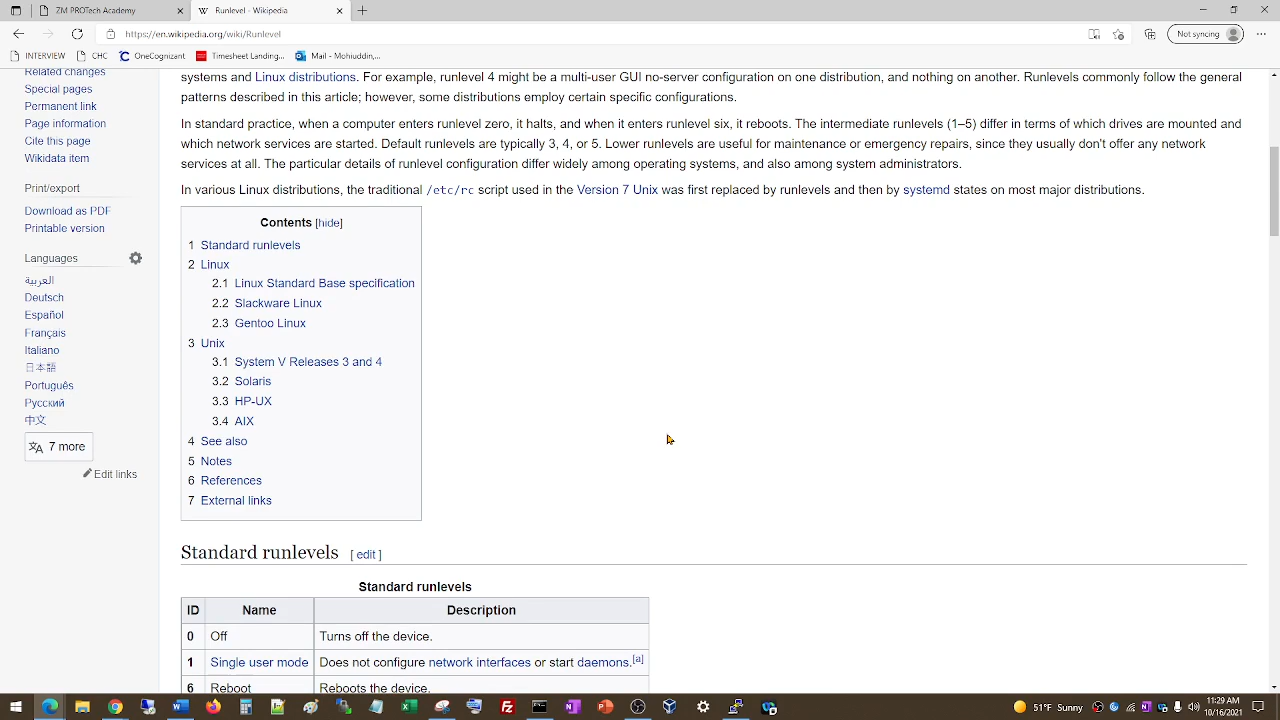 ZM PROTech Academy
Runlevel - Wikipedia
https://en.wikipedia.org/wiki/Runlevel
Not syncing
INTERVIEW
CHC
OneCognizant
Timesheet Landing...
Mail - Mohiuddin,...
Related changes
Special pages
Permanent link
Page information
Cite this page
Wikidata item
Print/export
Download as PDF
Printable version
Languages
العربية
Deutsch
Español
Français
Italiano
日本語
Português
Русский
中文
7 more
Edit links
systems and Linux distributions. For example, runlevel 4 might be a multi-user GUI no-server configuration on one distribution, and nothing on another. Runlevels commonly follow the general
patterns described in this article; however, some distributions employ certain specific configurations.
In standard practice, when a computer enters runlevel zero, it halts, and when it enters runlevel six, it reboots. The intermediate runlevels (1–5) differ in terms of which drives are mounted and
which network services are started. Default runlevels are typically 3, 4, or 5. Lower runlevels are useful for maintenance or emergency repairs, since they usually don't offer any network
services at all. The particular details of runlevel configuration differ widely among operating systems, and also among system administrators.
In various Linux distributions, the traditional /etc/rc script used in the Version 7 Unix was first replaced by runlevels and then by systemd states on most major distributions.
Contents [hide]
1 Standard runlevels
2 Linux
2.1 Linux Standard Base specification
2.2 Slackware Linux
2.3 Gentoo Linux
3 Unix
3.1 System V Releases 3 and 4
3.2 Solaris
3.3 HP-UX
3.4 AIX
4 See also
5 Notes
6 References
7 External links
Standard runlevels [ edit ]
Standard runlevels
ID Name Description
0 Off Turns off the device.
1 Single user mode Does not configure network interfaces or start daemons.[a]
6 Reboot Reboots the device.
51°F Sunny
11:29 AM
10/16/2021